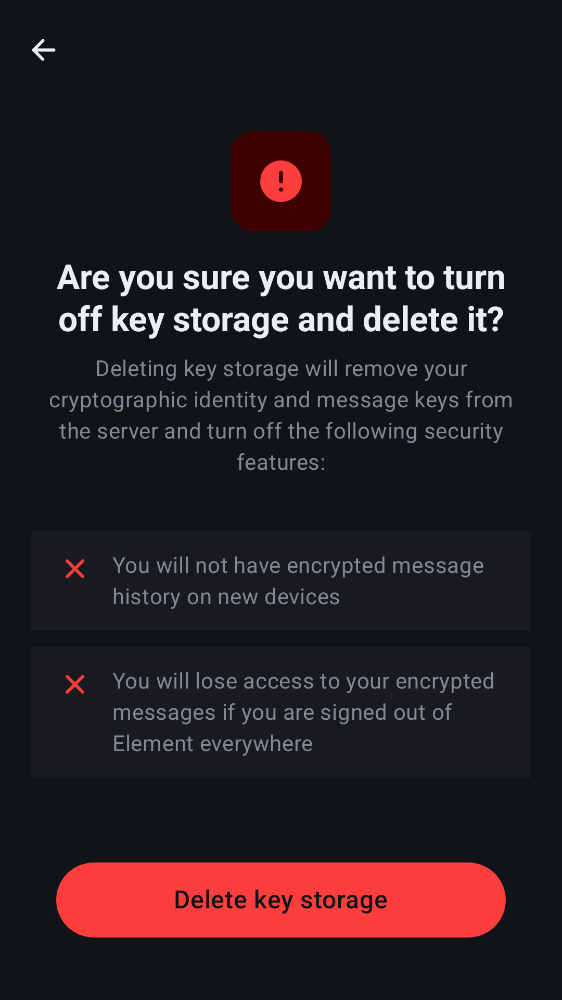 Are you sure you want to turn
off key storage and delete it?
Deleting key storage will remove your
cryptographic identity and message keys from
the server and turn off the following security
features:
You will not have encrypted message
history on new devices
You will lose access to your encrypted
messages if you are signed out of
Element everywhere
Delete key storage